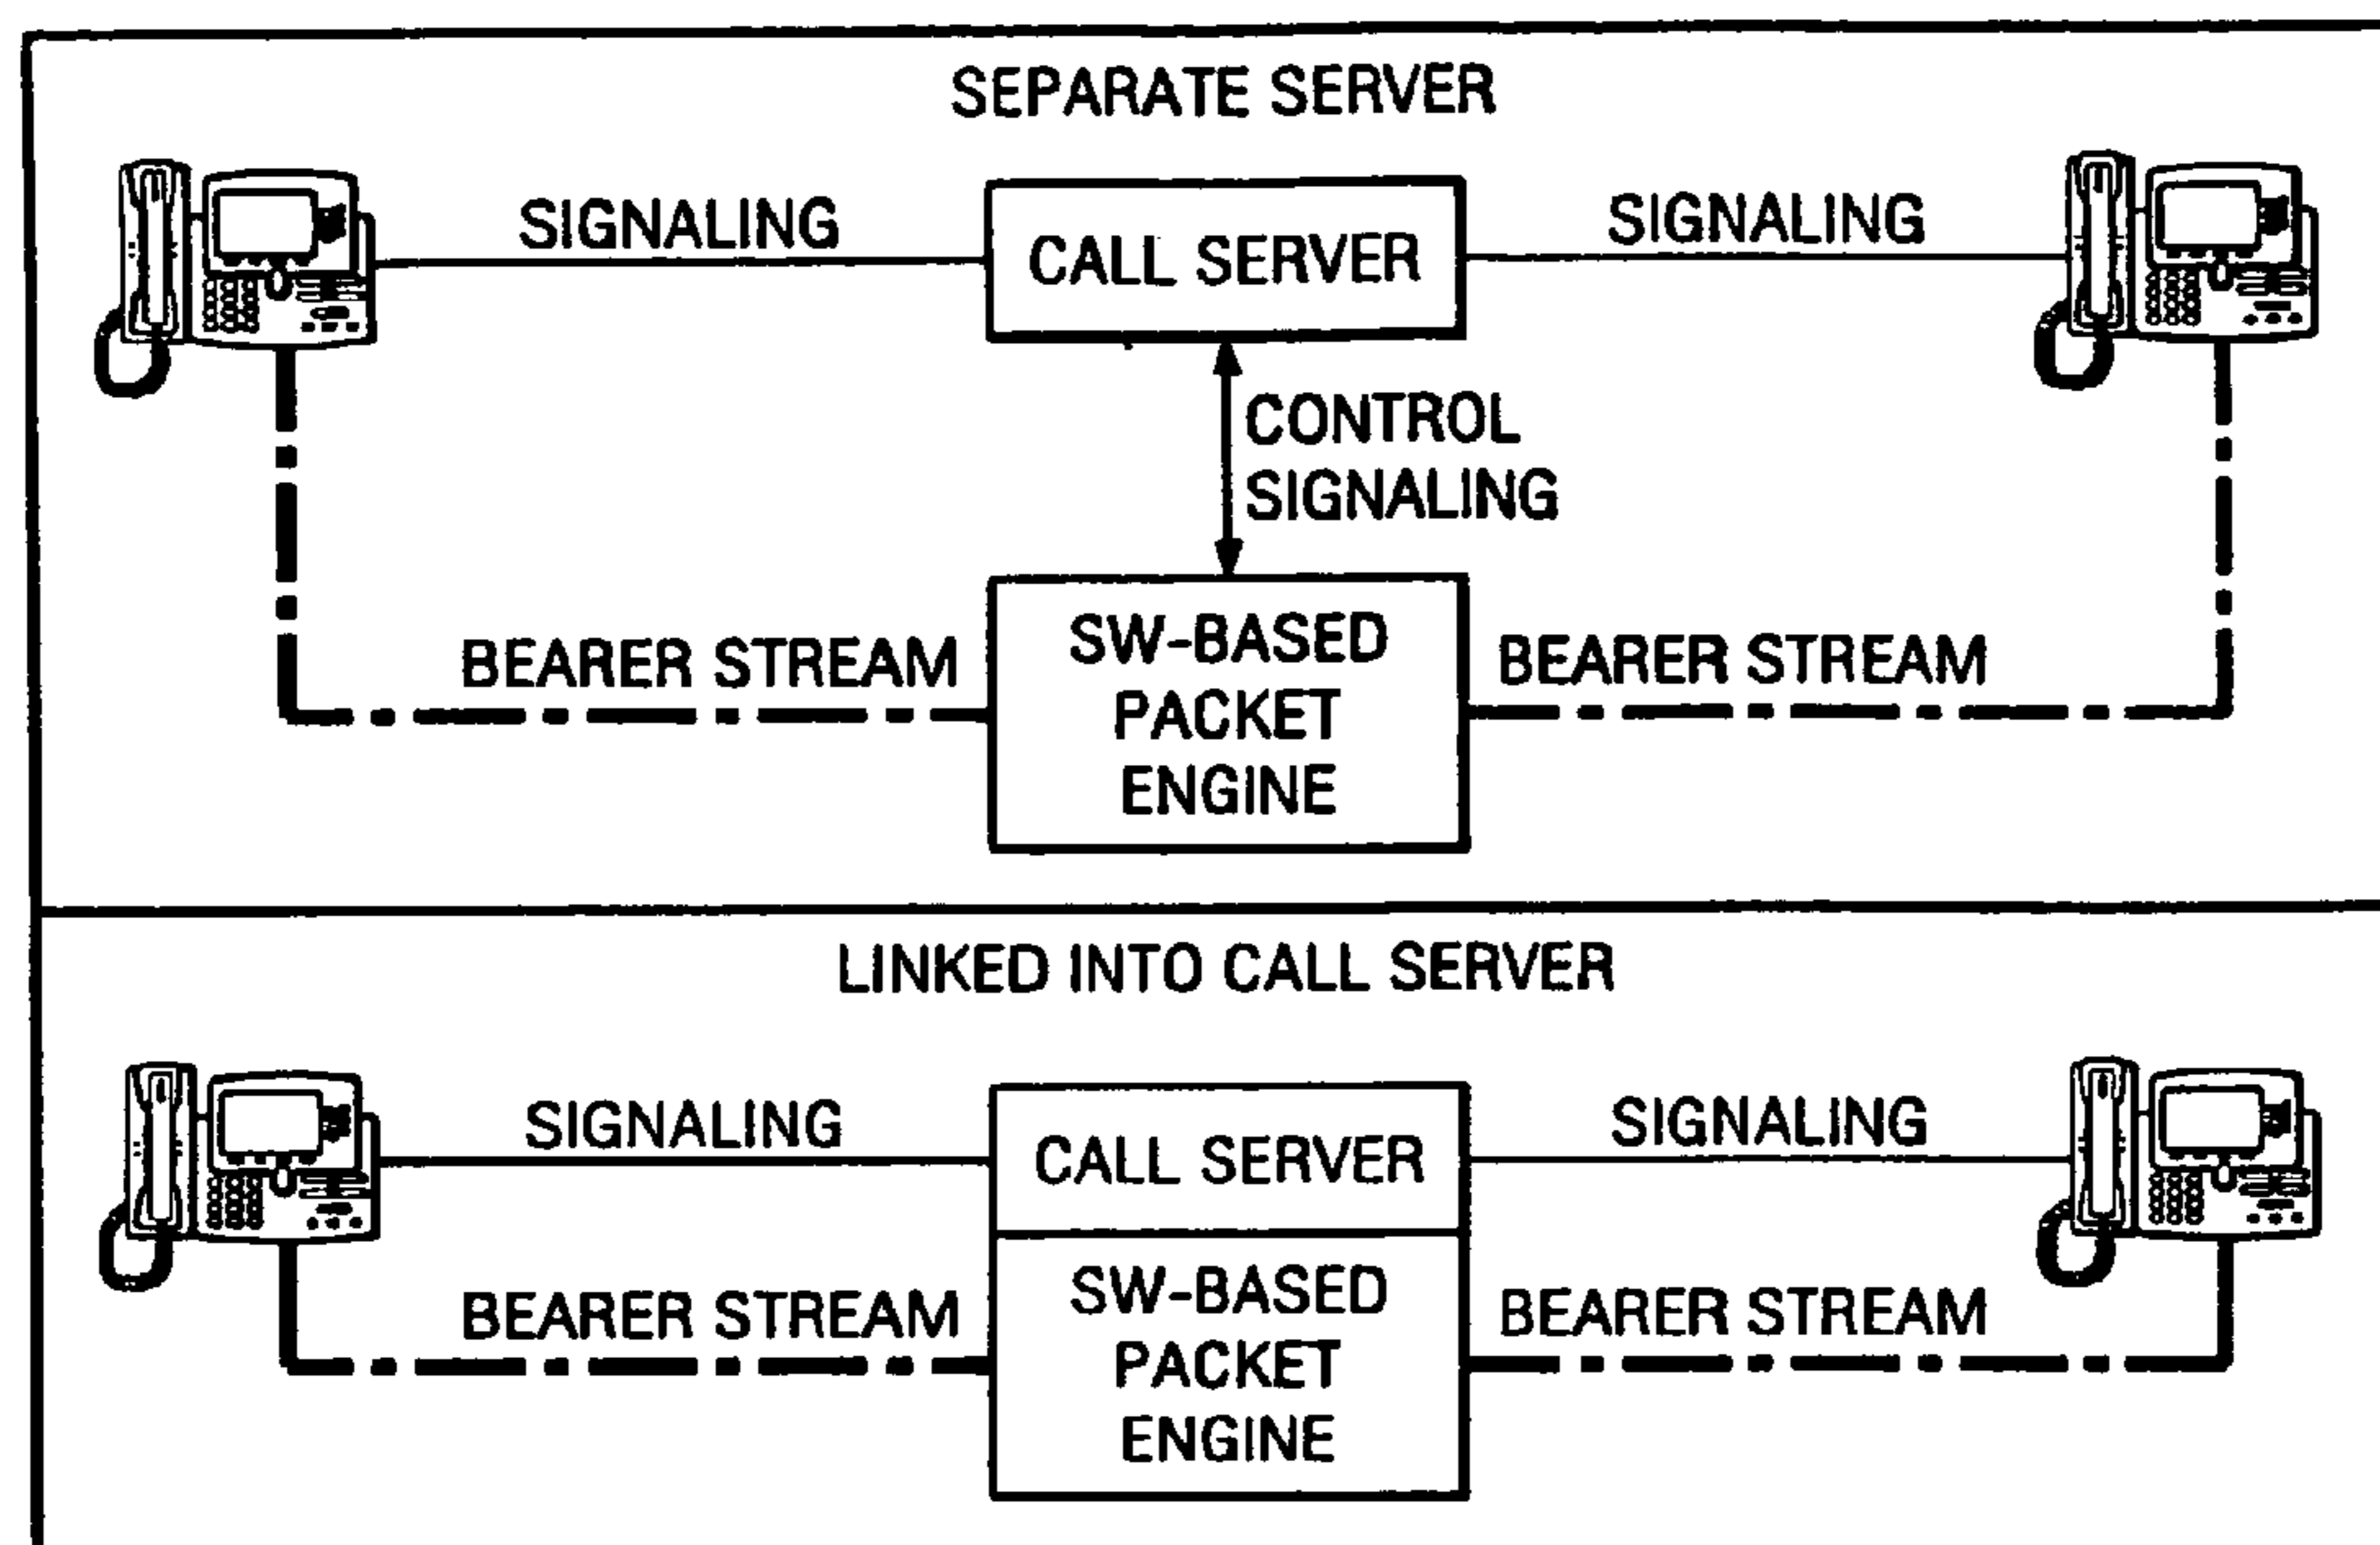 SEPARATE SERVER
SIGNALING
CALL SERVER
SIGNALING
CONTROL
SIGNALING
BEARER STREAM
SW-BASED
PACKET
ENGINE
BEARER STREAM
LINKED INTO CALL SERVER
SIGNALING
CALL SERVER
SIGNALING
BEARER STREAM
SW-BASED
PACKET
ENGINE
BEARER STREAM